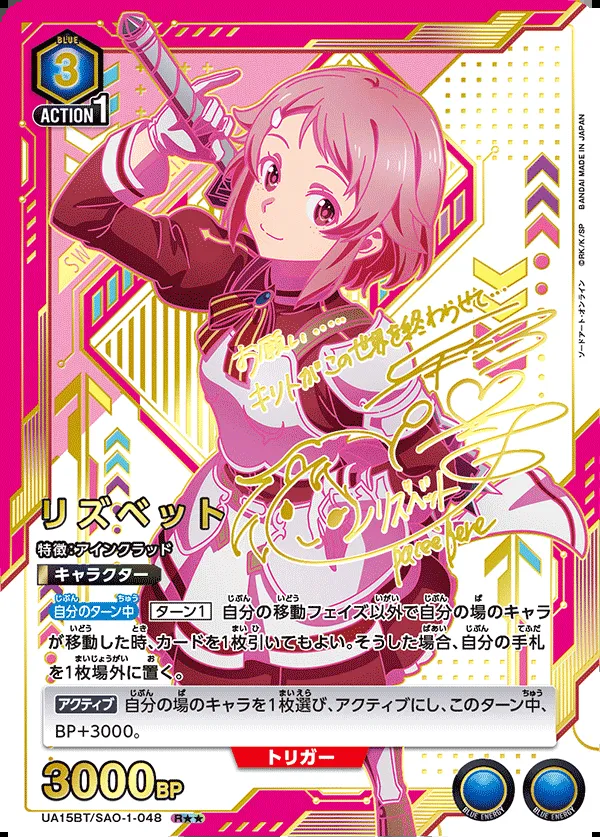 BLUE
3
ACTION1
SW
BANDAI MADE IN JAPAN
©RK/K/SP
ソードアート・オンライン
お願い・・・・・
キリトがこの世界を終わらせて・・・
リズベット
リズベット
特徴:アインクラッド
キャラクター
自分のターン中 ターン1 自分の移動フェイズ以外で自分の場のキャラ
が移動した時、カードを1枚引いてもよい。そうした場合、自分の手札
を1枚場外に置く。
アクティブ 自分の場のキャラを1枚選び、アクティブにし、このターン中、
BP+3000。
トリガー
3000BP
BLUE ENERGY
BLUE ENERGY
UA15BT/SAO-1-048 R★★